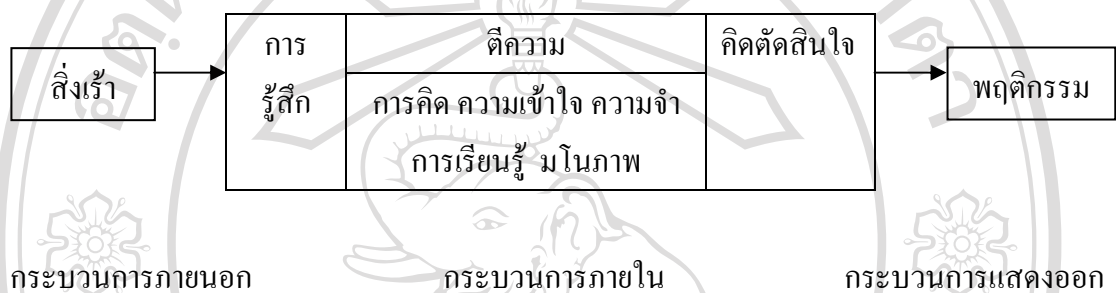 การ ตีความ คิดตัดสินใจ
สิ่งเร้า รู้สึก การคิด ความเข้าใจ ความจำ พฤติกรรม
การเรียนรู้ มโนภาพ
กระบวนการภายนอก กระบวนการภายใน กระบวนการแสดงออก